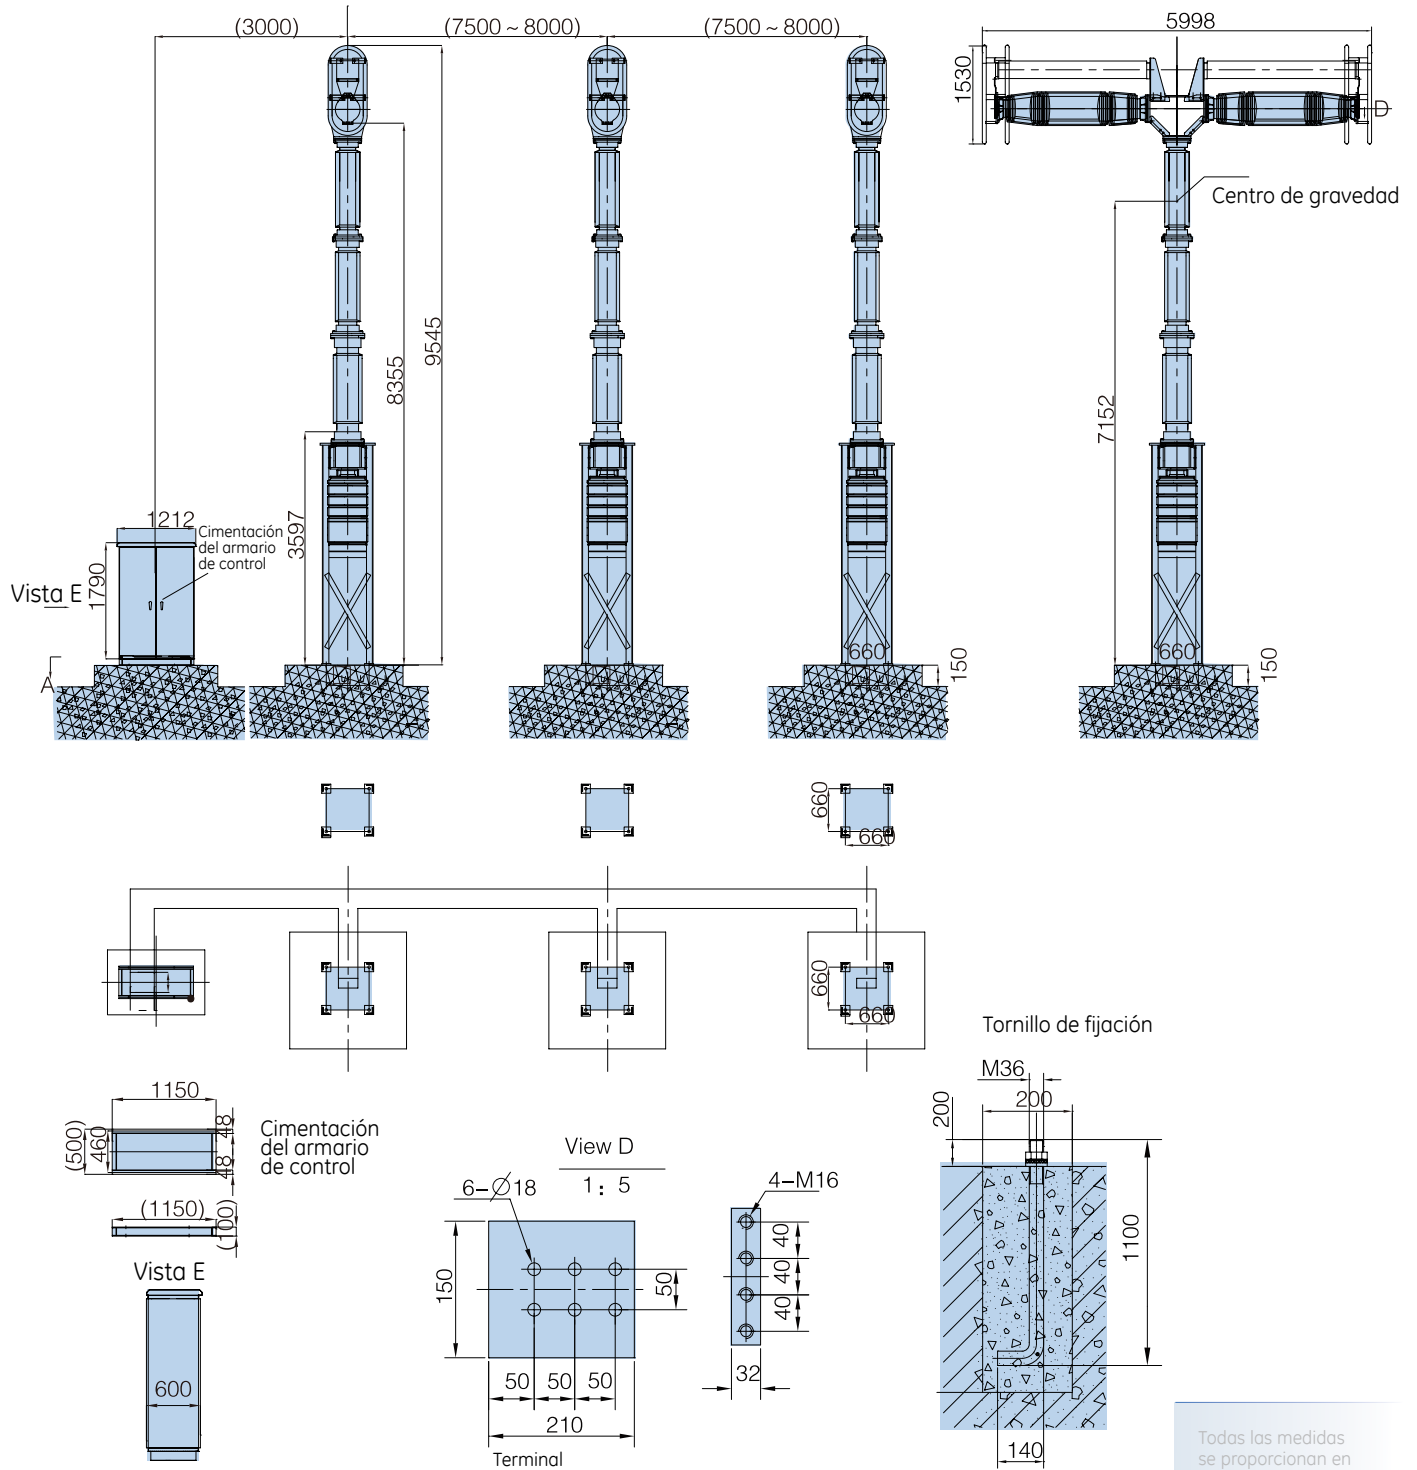 (3000)
(7500 ~ 8000)
(7500 ~ 8000)
5998
1530
D
Centro de gravedad
9545
8355
7152
3597
1212
Cimentación
del armario
de control
1790
Vista E
A
660
150
660
150
660
660
660
660
Tornillo de fijación
M36
200
200
1100
140
1150
(500)
460
48
48
Cimentación
del armario
de control
(1150)
(100)
Vista E
600
View D
1: 5
6-Ø18
150
50
50
50
50
210
Terminal
4-M16
40
40
40
32
Todas las medidas
se proporcionan en